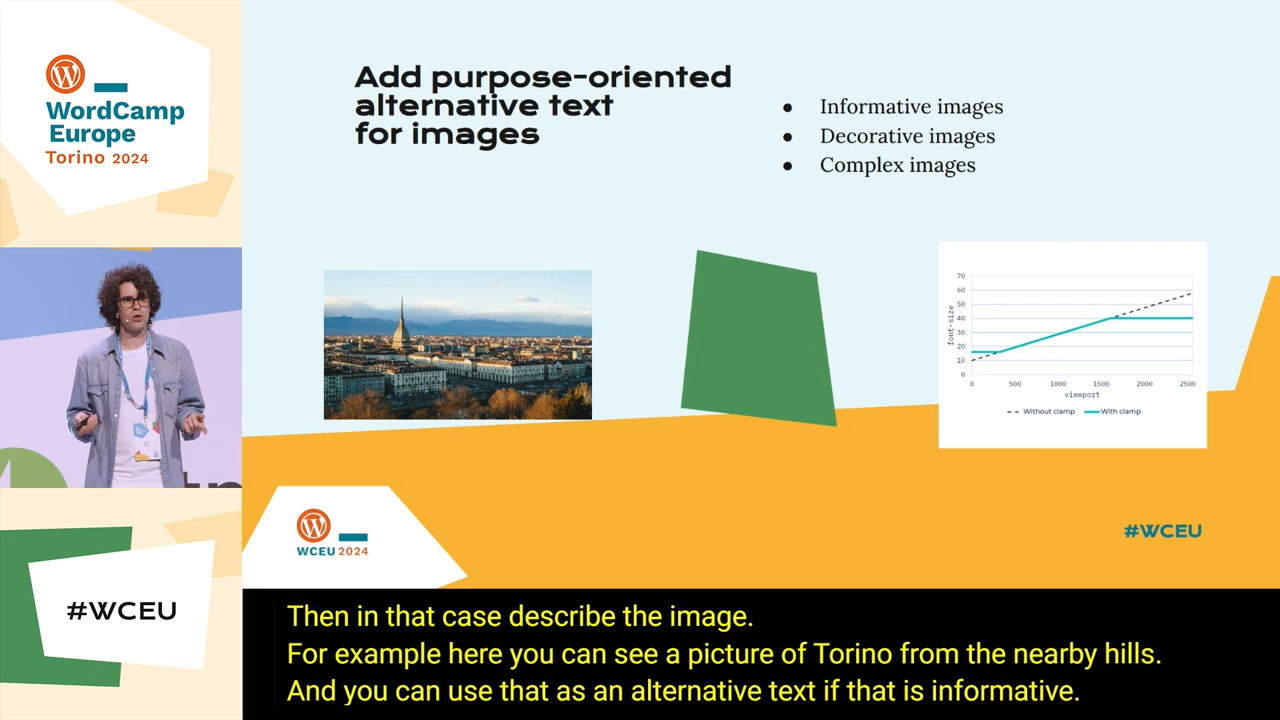 WordCamp
Europe
Torino 2024
#WCEU
Add purpose-oriented
alternative text
for images
● Informative images
● Decorative images
● Complex images
70
60
50
40
30
20
10
0
font-size
0 500 1000 1500 2000 2500
viewport
Without clamp With clamp
WCEU 2024
#WCEU
Then in that case describe the image.
For example here you can see a picture of Torino from the nearby hills.
And you can use that as an alternative text if that is informative.